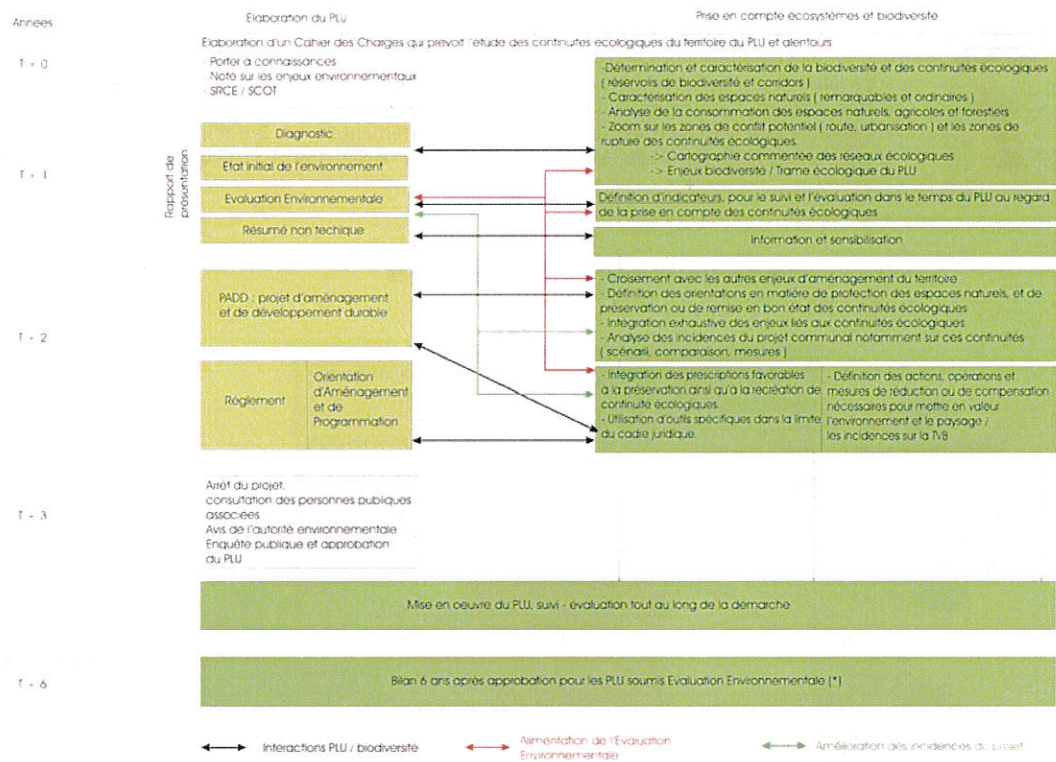 Années
Elaboration du PLU
Prise en compte écosystèmes et biodiversité
Elaboration d'un Cahier des Charges qui prévoit l'étude des continuités écologiques du territoire du PLU et alentours
T + 0
- Porter à connaissances
- Note sur les enjeux environnementaux
- SRCE / SCOT
-Détermination et caractérisation de la biodiversité et des continuités écologiques
( réservoirs de biodiversité et corridors )
- Caractérisation des espaces naturels ( remarquables et ordinaires )
- Analyse de la consommation des espaces naturels, agricoles et forestiers
- Zoom sur les zones de conflit potentiel ( route, urbanisation ) et les zones de
rupture des continuités écologiques.
-> Cartographie commentée des réseaux écologiques
-> Enjeux biodiversité / Trame écologique du PLU
T + 1
Rapport de
présentation
Diagnostic
Etat initial de l'environnement
Evaluation Environnementale
Résumé non techique
Définition d'indicateurs, pour le suivi et l'évaluation dans le temps du PLU au regard
de la prise en compte des continuités écologiques
Information et sensibilisation
T + 2
PADD : projet d'aménagement
et de développement durable
- Croisement avec les autres enjeux d'aménagement du territoire
- Définition des orientations en matière de protection des espaces naturels, et de
préservation ou de remise en bon état des continuités écologiques
- Intégration exhaustive des enjeux liés aux continuités écologiques
- Analyse des incidences du projet communal notamment sur ces continuités
( scénarii, comparaison, mesures )
Règlement
Orientation
d'Aménagement
et de
Programmation
- Intégration des prescriptions favorables
à la préservation ainsi qu'à la recréation de
continuité écologiques.
- Utilisation d'outils spécifiques dans la limite
du cadre juridique.
- Définition des actions, opérations et
mesures de réduction ou de compensation
nécessaires pour mettre en valeur
l'environnement et le paysage /
les incidences sur la TVB
T + 3
Arrêt du projet,
consultation des personnes publiques
associées
Avis de l'autorité environnementale
Enquête publique et approbation
du PLU
Mise en oeuvre du PLU, suivi - évaluation tout au long de la démarche
T + 6
Bilan 6 ans après approbation pour les PLU soumis Evaluation Environnementale (*)
Interactions PLU / biodiversité
Alimentation de l'Evaluation
Environnementale
Amélioration des incidences du projet